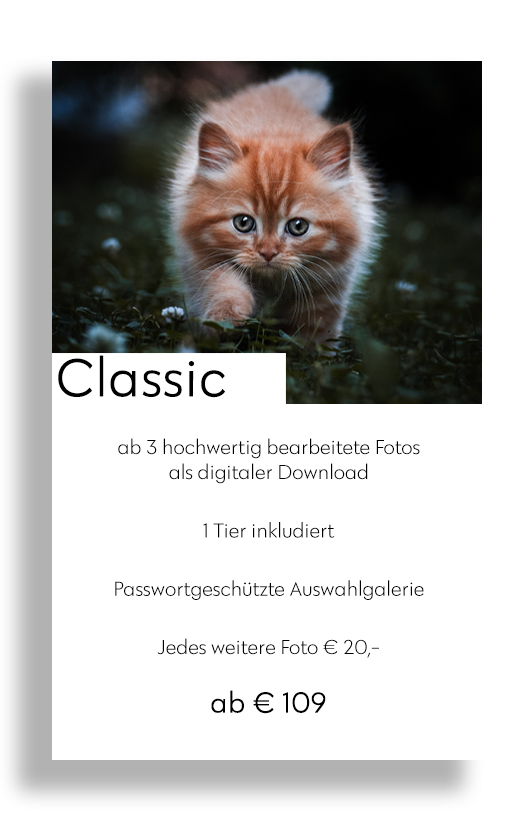 Classic
ab 3 hochwertig bearbeitete Fotos
als digitaler Download
1 Tier inkludiert
Passwortgeschützte Auswahlgalerie
Jedes weitere Foto € 20,–
ab € 109